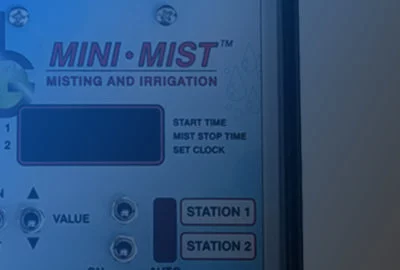 MINI • MIST™
MISTING AND IRRIGATION
1
2
START TIME
MIST STOP TIME
SET CLOCK
VALUE
STATION 1
STATION 2